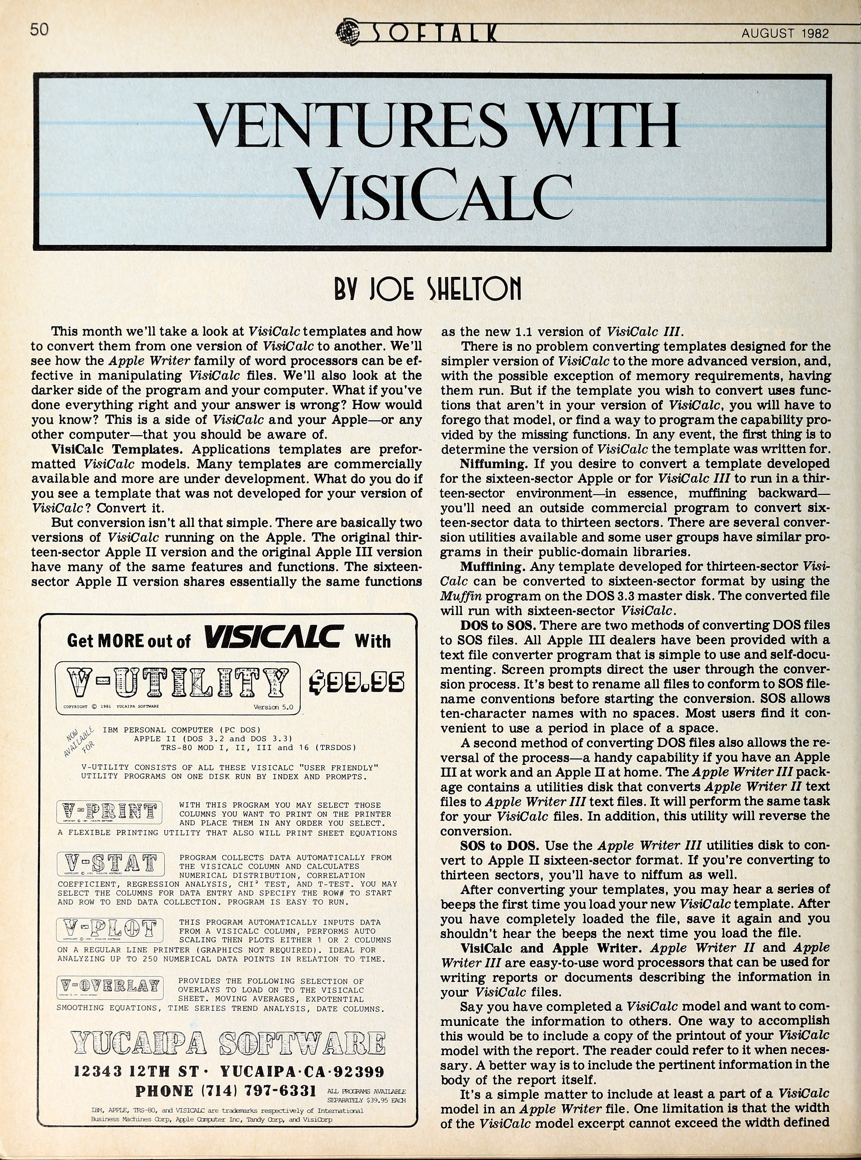 50
SOFTALK
AUGUST 1982
VENTURES WITH
VISICALC
BY JOE SHELTON
This month we'll take a look at VisiCalc templates and how
to convert them from one version of VisiCalc to another. We'll
see how the Apple Writer family of word processors can be ef-
fective in manipulating VisiCalc files. We'll also look at the
darker side of the program and your computer. What if you've
done everything right and your answer is wrong? How would
you know? This is a side of VisiCalc and your Apple—or any
other computer—that you should be aware of.
VisiCalc Templates. Applications templates are prefor-
matted VisiCalc models. Many templates are commercially
available and more are under development. What do you do if
you see a template that was not developed for your version of
VisiCalc? Convert it.
But conversion isn't all that simple. There are basically two
versions of VisiCalc running on the Apple. The original thir-
teen-sector Apple II version and the original Apple III version
have many of the same features and functions. The sixteen-
sector Apple II version shares essentially the same functions
as the new 1.1 version of VisiCalc III.
There is no problem converting templates designed for the
simpler version of VisiCalc to the more advanced version, and,
with the possible exception of memory requirements, having
them run. But if the template you wish to convert uses func-
tions that aren't in your version of VisiCalc, you will have to
forego that model, or find a way to program the capability pro-
vided by the missing functions. In any event, the first thing is to
determine the version of VisiCalc the template was written for.
Niffuming. If you desire to convert a template developed
for the sixteen-sector Apple or for VisiCalc III to run in a thir-
teen-sector environment—in essence, muffining backward—
you'll need an outside commercial program to convert six-
teen-sector data to thirteen sectors. There are several conver-
sion utilities available and some user groups have similar pro-
grams in their public-domain libraries.
Muffining. Any template developed for thirteen-sector Visi-
Calc can be converted to sixteen-sector format by using the
Muffin program on the DOS 3.3 master disk. The converted file
will run with sixteen-sector VisiCalc.
DOS to SOS. There are two methods of converting DOS files
to SOS files. All Apple III dealers have been provided with a
text file converter program that is simple to use and self-docu-
menting. Screen prompts direct the user through the conver-
sion process. It's best to rename all files to conform to SOS file-
name conventions before starting the conversion. SOS allows
ten-character names with no spaces. Most users find it con-
venient to use a period in place of a space.
A second method of converting DOS files also allows the re-
versal of the process—a handy capability if you have an Apple
III at work and an Apple II at home. The Apple Writer III pack-
age contains a utilities disk that converts Apple Writer II text
files to Apple Writer III text files. It will perform the same task
for your VisiCalc files. In addition, this utility will reverse the
conversion.
SOS to DOS. Use the Apple Writer III utilities disk to con-
vert to Apple II sixteen-sector format. If you're converting to
thirteen sectors, you'll have to niffum as well.
After converting your templates, you may hear a series of
beeps the first time you load your new VisiCalc template. After
you have completely loaded the file, save it again and you
shouldn't hear the beeps the next time you load the file.
VisiCalc and Apple Writer. Apple Writer II and Apple
Writer III are easy-to-use word processors that can be used for
writing reports or documents describing the information in
your VisiCalc files.
Say you have completed a VisiCalc model and want to com-
municate the information to others. One way to accomplish
this would be to include a copy of the printout of your VisiCalc
model with the report. The reader could refer to it when neces-
sary. A better way is to include the pertinent information in the
body of the report itself.
It's a simple matter to include at least a part of a VisiCalc
model in an Apple Writer file. One limitation is that the width
of the VisiCalc model excerpt cannot exceed the width defined
Get MORE out of VISICALC With
V-UTILITY $99.95
COPYRIGHT © 1981 YUCAIPA SOFTWARE Version 5.0
NOW
AVAILABLE
FOR
IBM PERSONAL COMPUTER (PC DOS)
APPLE II (DOS 3.2 and DOS 3.3)
TRS-80 MOD I, II, III and 16 (TRSDOS)
V-UTILITY CONSISTS OF ALL THESE VISICALC "USER FRIENDLY"
UTILITY PROGRAMS ON ONE DISK RUN BY INDEX AND PROMPTS.
V-PRINT
WITH THIS PROGRAM YOU MAY SELECT THOSE
COLUMNS YOU WANT TO PRINT ON THE PRINTER
AND PLACE THEM IN ANY ORDER YOU SELECT.
A FLEXIBLE PRINTING UTILITY THAT ALSO WILL PRINT SHEET EQUATIONS
V-STAT
PROGRAM COLLECTS DATA AUTOMATICALLY FROM
THE VISICALC COLUMN AND CALCULATES
NUMERICAL DISTRIBUTION, CORRELATION
COEFFICIENT, REGRESSION ANALYSIS, CHI² TEST, AND T-TEST. YOU MAY
SELECT THE COLUMNS FOR DATA ENTRY AND SPECIFY THE ROW# TO START
AND ROW TO END DATA COLLECTION. PROGRAM IS EASY TO RUN.
V-PLOT
THIS PROGRAM AUTOMATICALLY INPUTS DATA
FROM A VISICALC COLUMN, PERFORMS AUTO
SCALING THEN PLOTS EITHER 1 OR 2 COLUMNS
ON A REGULAR LINE PRINTER (GRAPHICS NOT REQUIRED). IDEAL FOR
ANALYZING UP TO 250 NUMERICAL DATA POINTS IN RELATION TO TIME.
V-OVERLAY
PROVIDES THE FOLLOWING SELECTION OF
OVERLAYS TO LOAD ON TO THE VISICALC
SHEET. MOVING AVERAGES, EXPOTENTIAL
SMOOTHING EQUATIONS, TIME SERIES TREND ANALYSIS, DATE COLUMNS.
YUCAIPA SOFTWARE
12343 12TH ST · YUCAIPA · CA · 92399
PHONE (714) 797-6331
ALL PROGRAMS AVAILABLE
SEPARATELY $39.95 EACH
IBM, APPLE, TRS-80, and VISICALC are trademarks respectively of International
Business Machines Corp, Apple Computer Inc, Tandy Corp, and VisiCorp